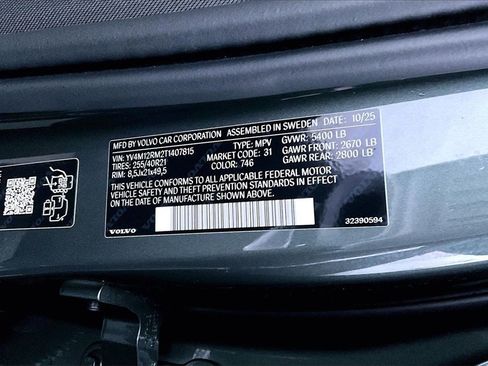 MFD BY VOLVO CAR CORPORATION ASSEMBLED IN SWEDEN 10/25
VIN: YV4M12RM2T1407815 TYPE: MPV GVWR: 5400 LB
TIRES: 255/40R21 MARKET CODE: 31 GAWR FRONT: 2670 LB
RIM: 8,5Jx21x49,5 COLOR: 746 GAWR REAR: 2800 LB
THIS VEHICLE CONFORMS TO ALL APPLICABLE FEDERAL MOTOR
VEHICLE SAFETY AND THEFT PREVENTION STANDARDS IN EFFECT
ON THE DATE OF MANUFACTURE SHOWN ABOVE.
VOLVO 32390594